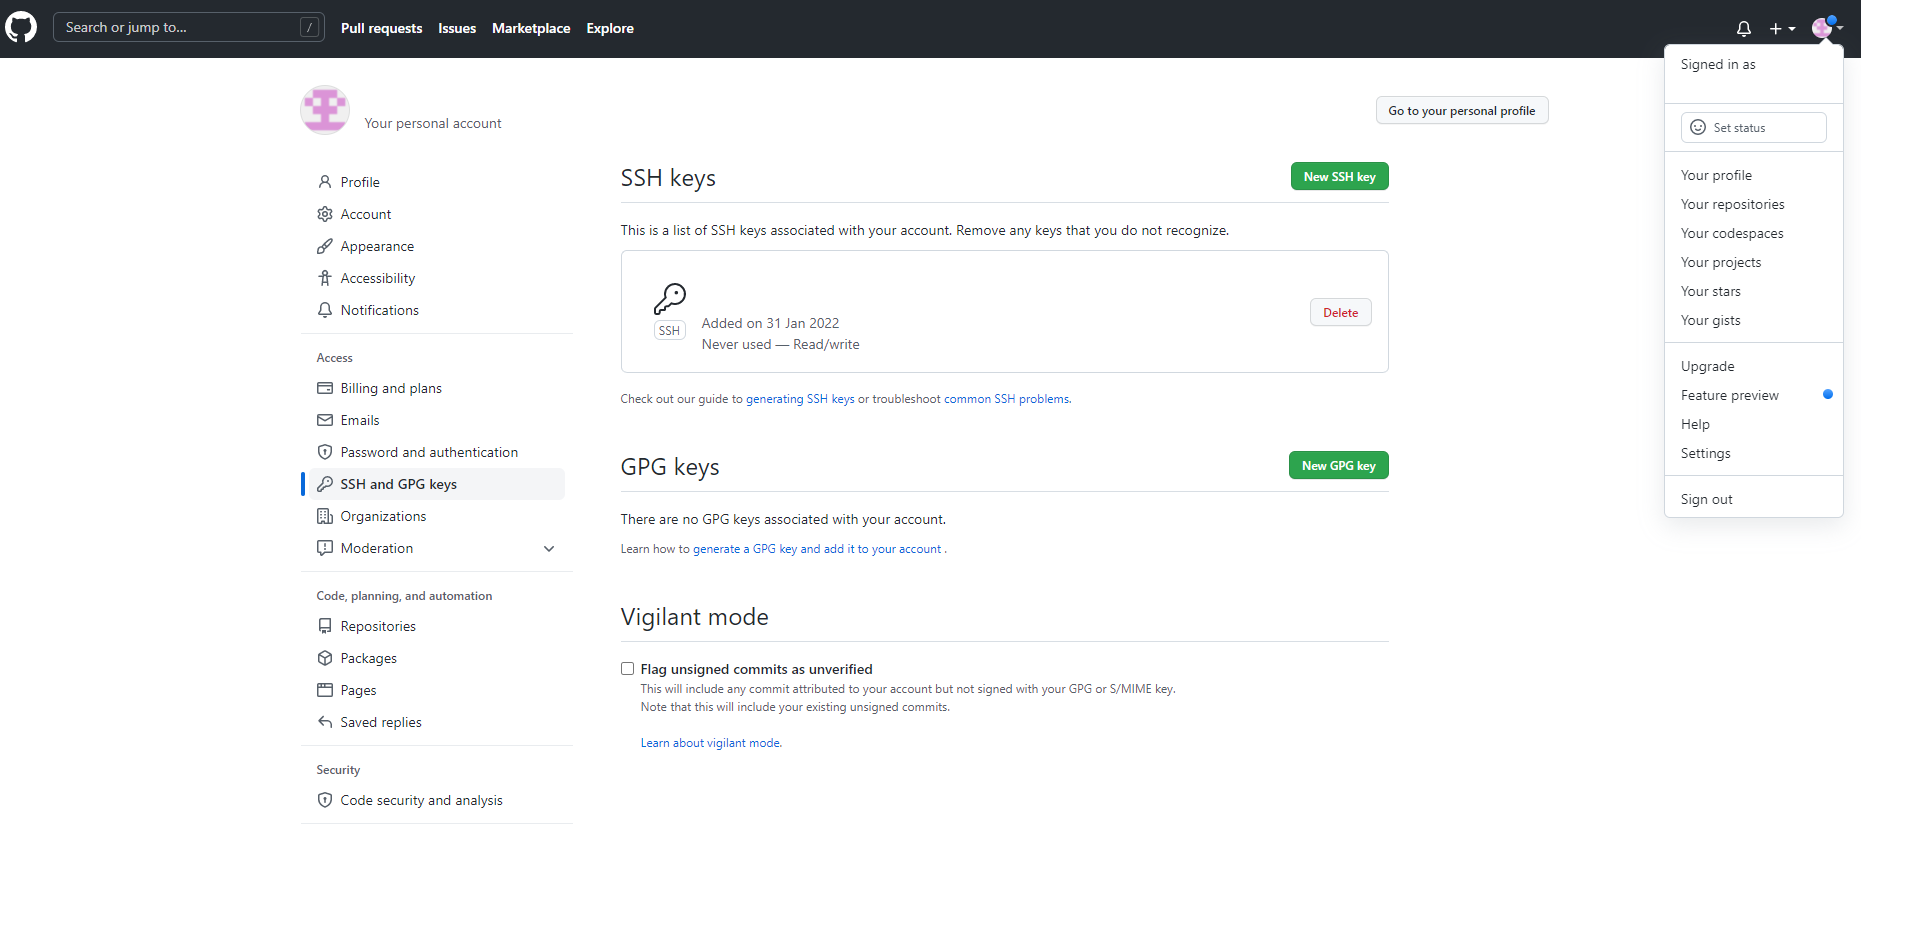 Search or jump to...
/
Pull requests
Issues
Marketplace
Explore
Signed in as
Set status
Your profile
Your repositories
Your codespaces
Your projects
Your stars
Your gists
Upgrade
Feature preview
Help
Settings
Sign out
Your personal account
Go to your personal profile
Profile
Account
Appearance
Accessibility
Notifications
Access
Billing and plans
Emails
Password and authentication
SSH and GPG keys
Organizations
Moderation
Code, planning, and automation
Repositories
Packages
Pages
Saved replies
Security
Code security and analysis
SSH keys
New SSH key
This is a list of SSH keys associated with your account. Remove any keys that you do not recognize.
SSH
Added on 31 Jan 2022
Never used — Read/write
Delete
Check out our guide to generating SSH keys or troubleshoot common SSH problems.
GPG keys
New GPG key
There are no GPG keys associated with your account.
Learn how to generate a GPG key and add it to your account .
Vigilant mode
Flag unsigned commits as unverified
This will include any commit attributed to your account but not signed with your GPG or S/MIME key.
Note that this will include your existing unsigned commits.
Learn about vigilant mode.